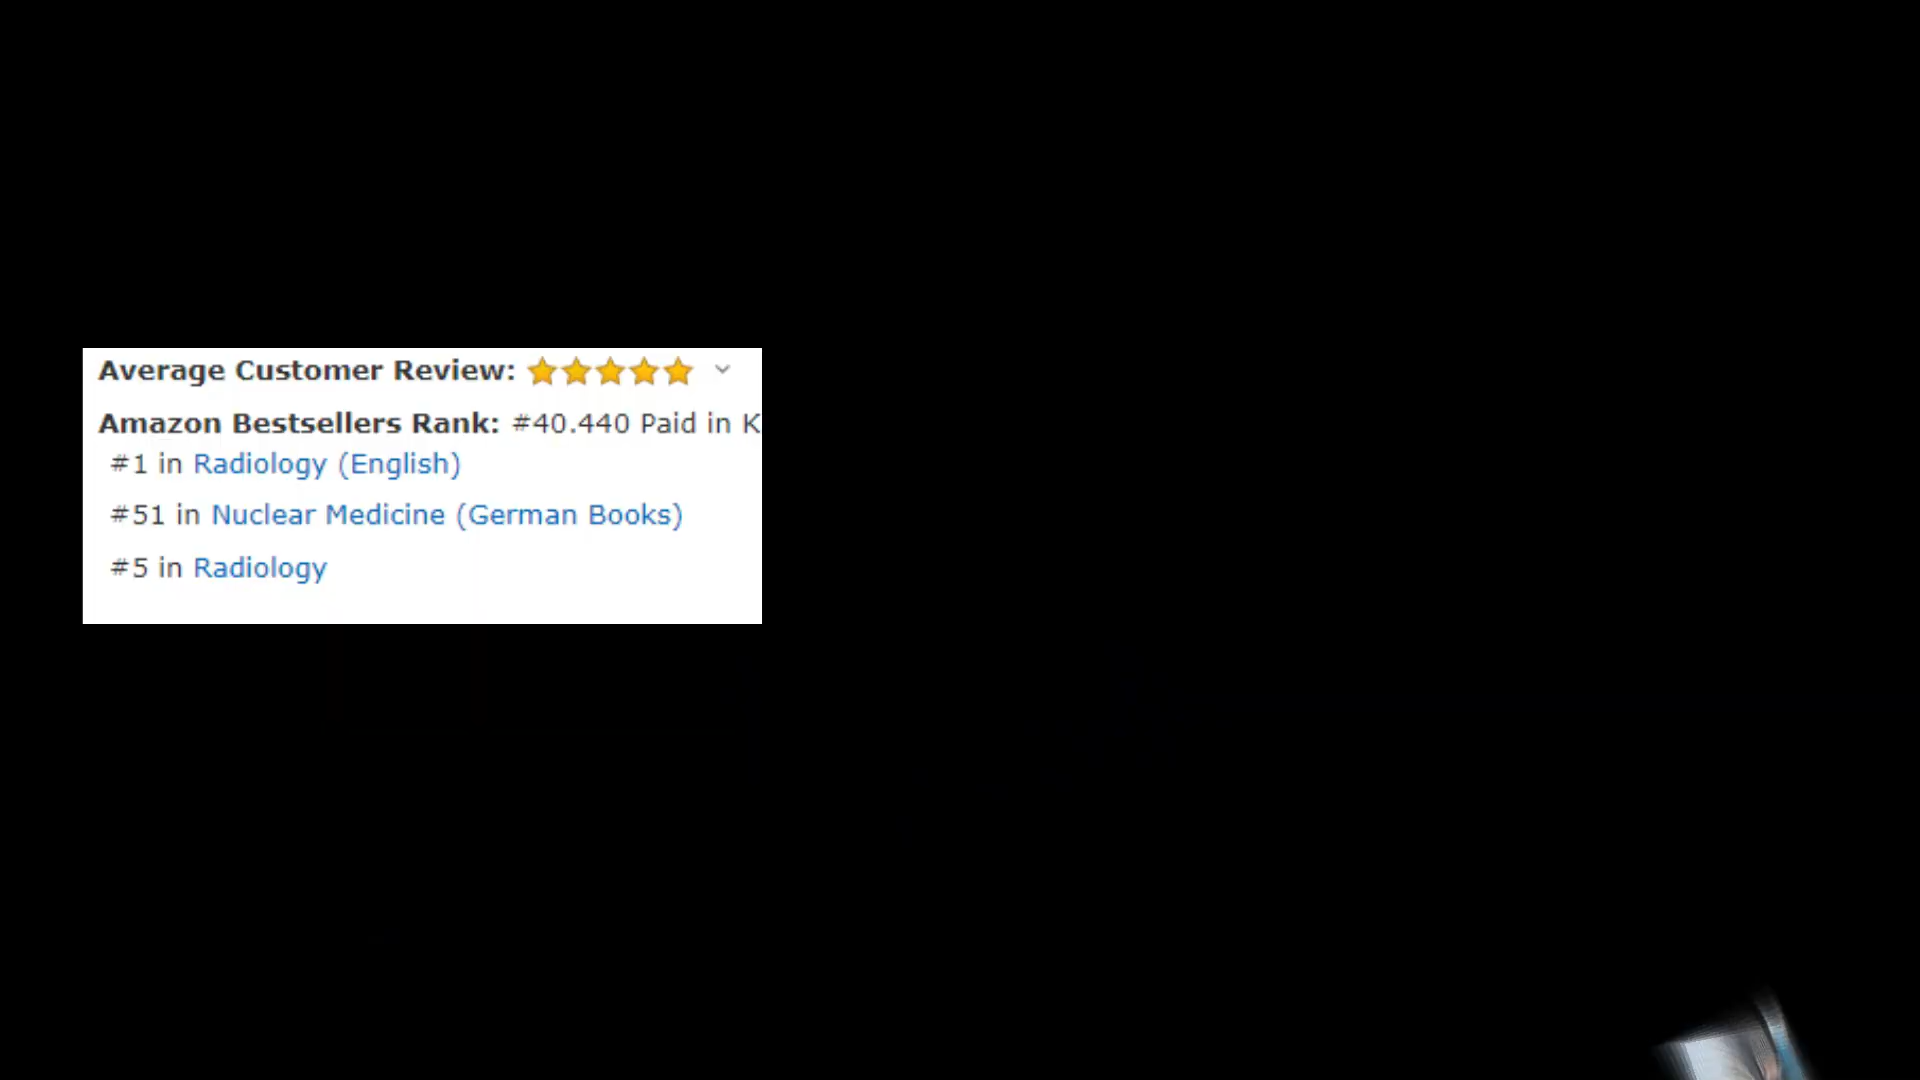 Average Customer Review:
Amazon Bestsellers Rank: #40.440 Paid in K
#1 in Radiology (English)
#51 in Nuclear Medicine (German Books)
#5 in Radiology